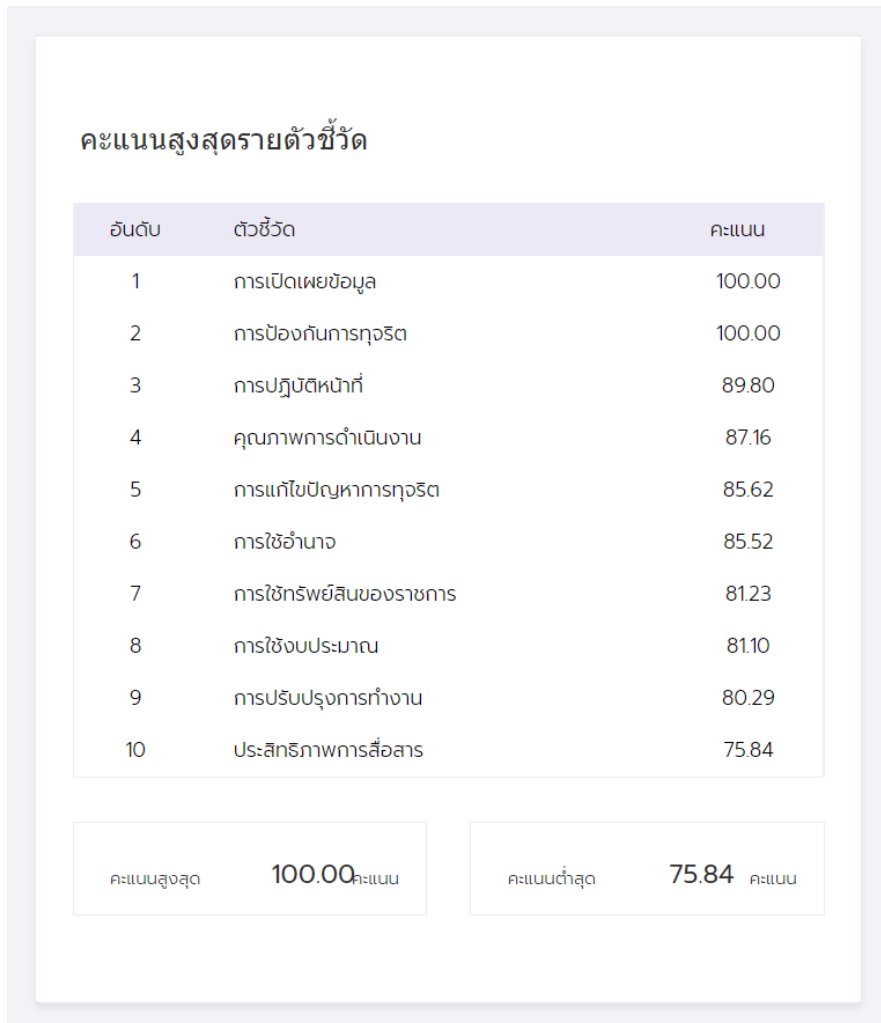 คะแนนสูงสุดรายตัวชี้วัด
อันดับ ตัวชี้วัด คะแนน
1 การเปิดเผยข้อมูล 100.00
2 การป้องกันการทุจริต 100.00
3 การปฏิบัติหน้าที่ 89.80
4 คุณภาพการดำเนินงาน 87.16
5 การแก้ไขปัญหาการทุจริต 85.62
6 การใช้อำนาจ 85.52
7 การใช้ทรัพย์สินของราชการ 81.23
8 การใช้งบประมาณ 81.10
9 การปรับปรุงการทำงาน 80.29
10 ประสิทธิภาพการสื่อสาร 75.84
คะแนนสูงสุด 100.00 คะแนน คะแนนต่ำสุด 75.84 คะแนน